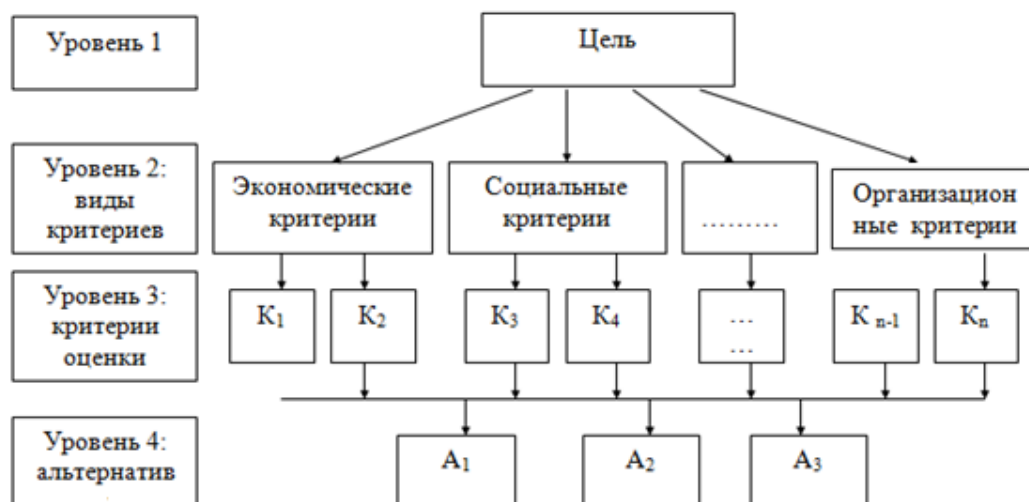 Уровень 1
Цель
Уровень 2:
виды
критериев
Экономические
критерии
Социальные
критерии
.........
Организацион
ные критерии
Уровень 3:
критерии
оценки
К1
К2
К3
К4
...
...
К n-1
Кn
Уровень 4:
альтернатив
А1
А2
А3